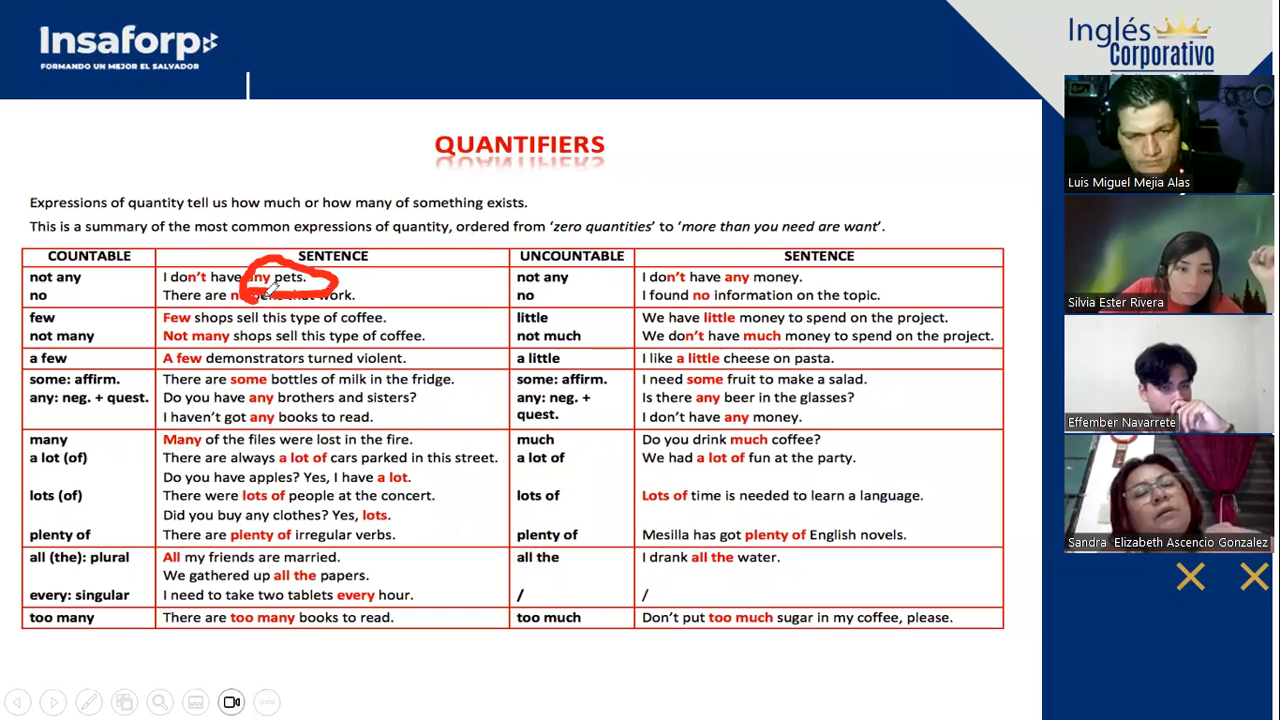 Insaforp
FORMANDO UN MEJOR EL SALVADOR
Inglés
Corporativo
QUANTIFIERS
Expressions of quantity tell us how much or how many of something exists.
This is a summary of the most common expressions of quantity, ordered from ‘zero quantities’ to ‘more than you need are want’.
COUNTABLE SENTENCE UNCOUNTABLE SENTENCE
not any I don’t have any pets. not any I don’t have any money.
no There are that work. no I found no information on the topic.
few Few shops sell this type of coffee. little We have little money to spend on the project.
not many Not many shops sell this type of coffee. not much We don’t have much money to spend on the project.
a few A few demonstrators turned violent. a little I like a little cheese on pasta.
some: affirm. There are some bottles of milk in the fridge. some: affirm. I need some fruit to make a salad.
any: neg. + quest. Do you have any brothers and sisters? any: neg. + Is there any beer in the glasses?
I haven’t got any books to read. quest. I don’t have any money.
many Many of the files were lost in the fire. much Do you drink much coffee?
a lot (of) There are always a lot of cars parked in this street. a lot of We had a lot of fun at the party.
Do you have apples? Yes, I have a lot.
lots (of) There were lots of people at the concert. lots of Lots of time is needed to learn a language.
Did you buy any clothes? Yes, lots.
plenty of There are plenty of irregular verbs. plenty of Mesilla has got plenty of English novels.
all (the): plural All my friends are married. all the I drank all the water.
We gathered up all the papers.
every: singular I need to take two tablets every hour. / /
too many There are too many books to read. too much Don’t put too much sugar in my coffee, please.
Luis Miguel Mejia Alas
Silvia Ester Rivera
Effember Navarrete
Sandra Elizabeth Ascencio Gonzalez